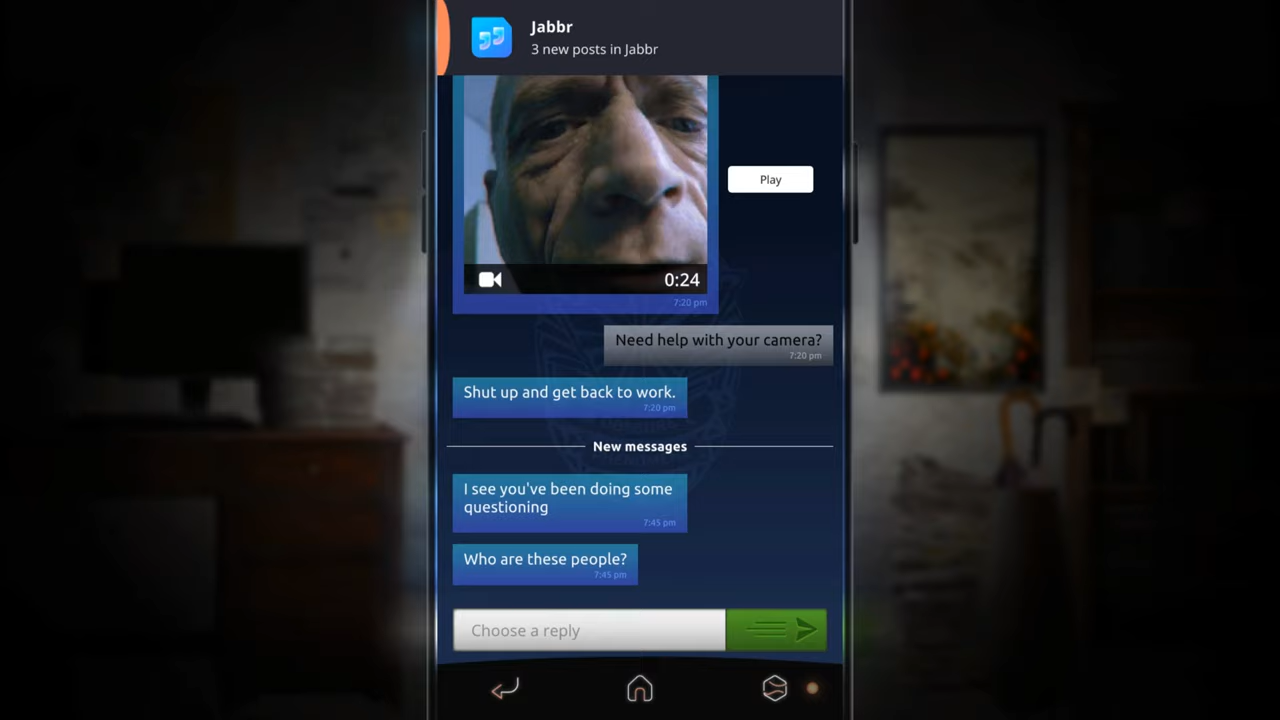 Jabbr
3 new posts in Jabbr
Play
0:24
7:20 pm
Need help with your camera?
7:20 pm
Shut up and get back to work.
7:20 pm
New messages
I see you've been doing some
questioning
7:45 pm
Who are these people?
7:45 pm
Choose a reply